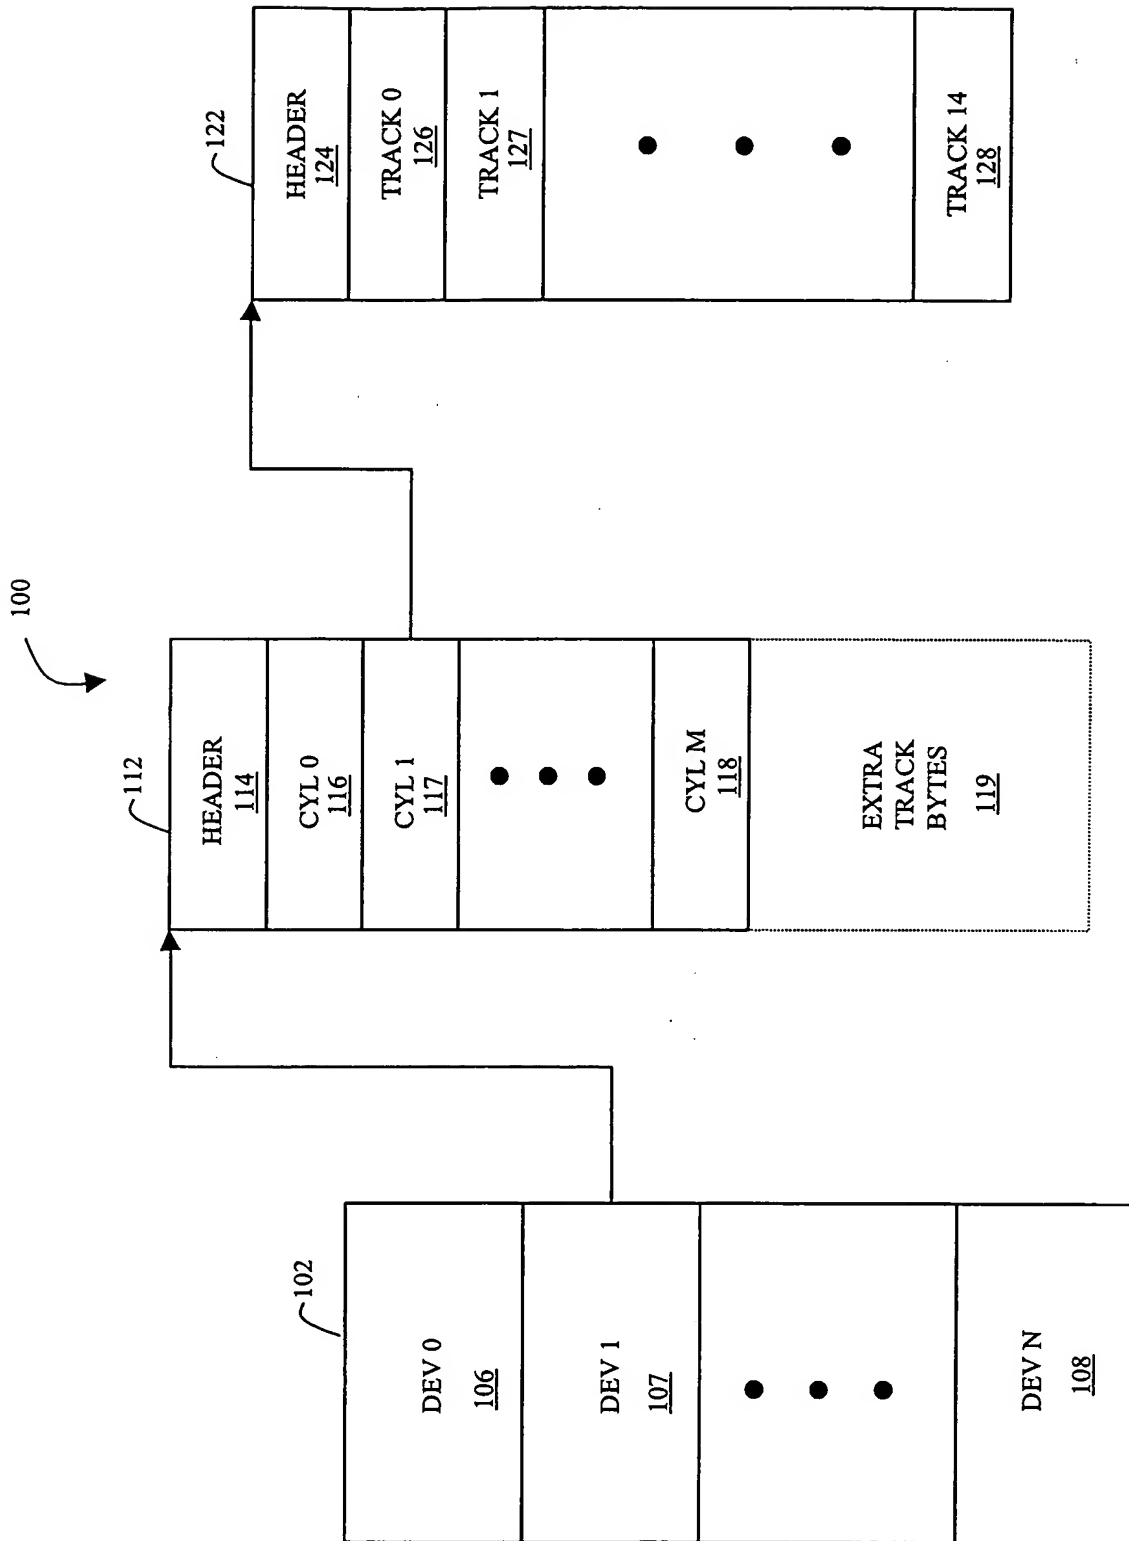 100
102
DEV 0
106
DEV 1
107
DEV N
108
112
HEADER
114
CYL 0
116
CYL 1
117
CYL M
118
EXTRA
TRACK
BYTES
119
122
HEADER
124
TRACK 0
126
TRACK 1
127
TRACK 14
128